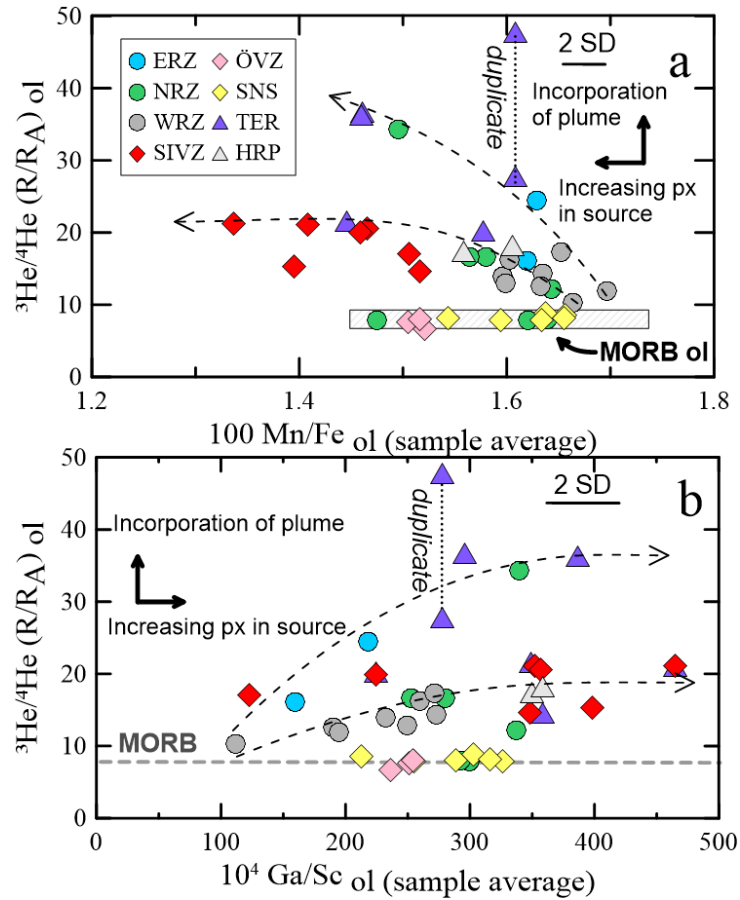 50
40
30
20
10
0
³He/⁴He (R/R_A) ol
ERZ
NRZ
WRZ
SIVZ
ÖVZ
SNS
TER
HRP
duplicate
2 SD
a
Incorporation
of plume
Increasing px
in source
MORB ol
1.2
1.4
1.6
1.8
100 Mn/Fe ol (sample average)
50
40
30
20
10
0
³He/⁴He (R/R_A) ol
duplicate
2 SD
b
Incorporation of plume
Increasing px in source
MORB
0
100
200
300
400
500
10⁴ Ga/Sc ol (sample average)